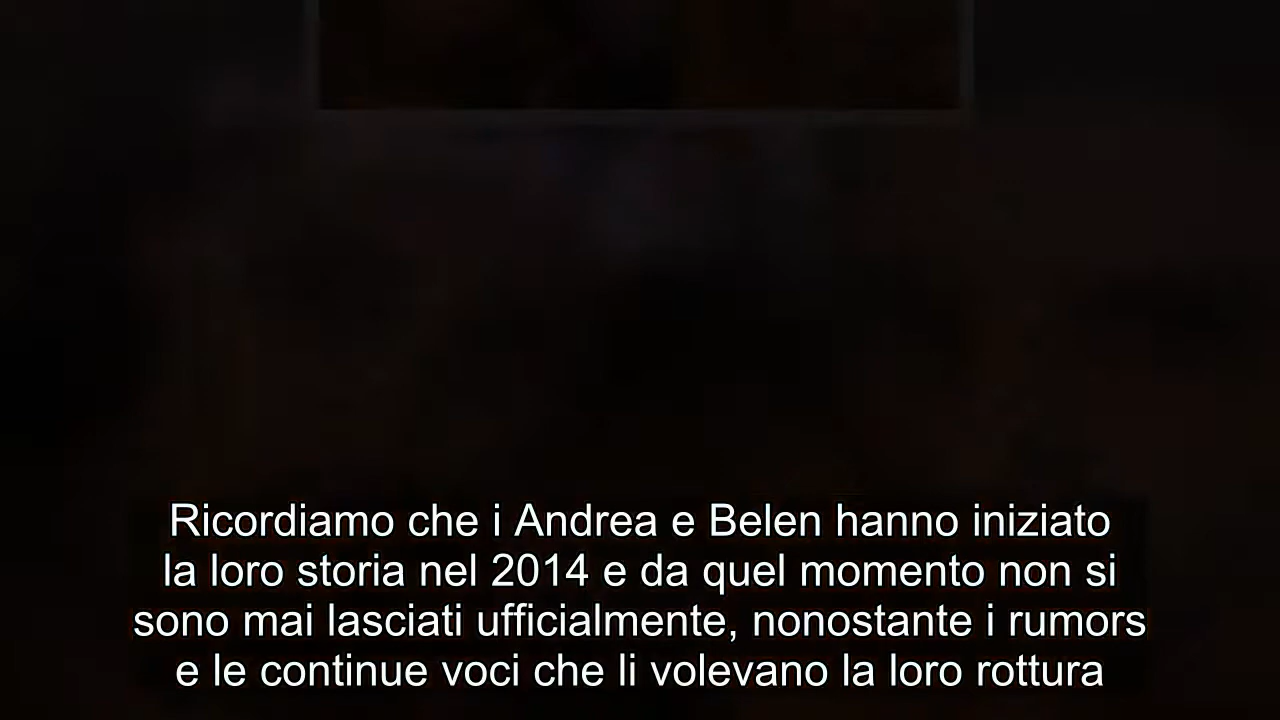 Ricordiamo che i Andrea e Belen hanno iniziato
la loro storia nel 2014 e da quel momento non si
sono mai lasciati ufficialmente, nonostante i rumors
e le continue voci che li volevano la loro rottura